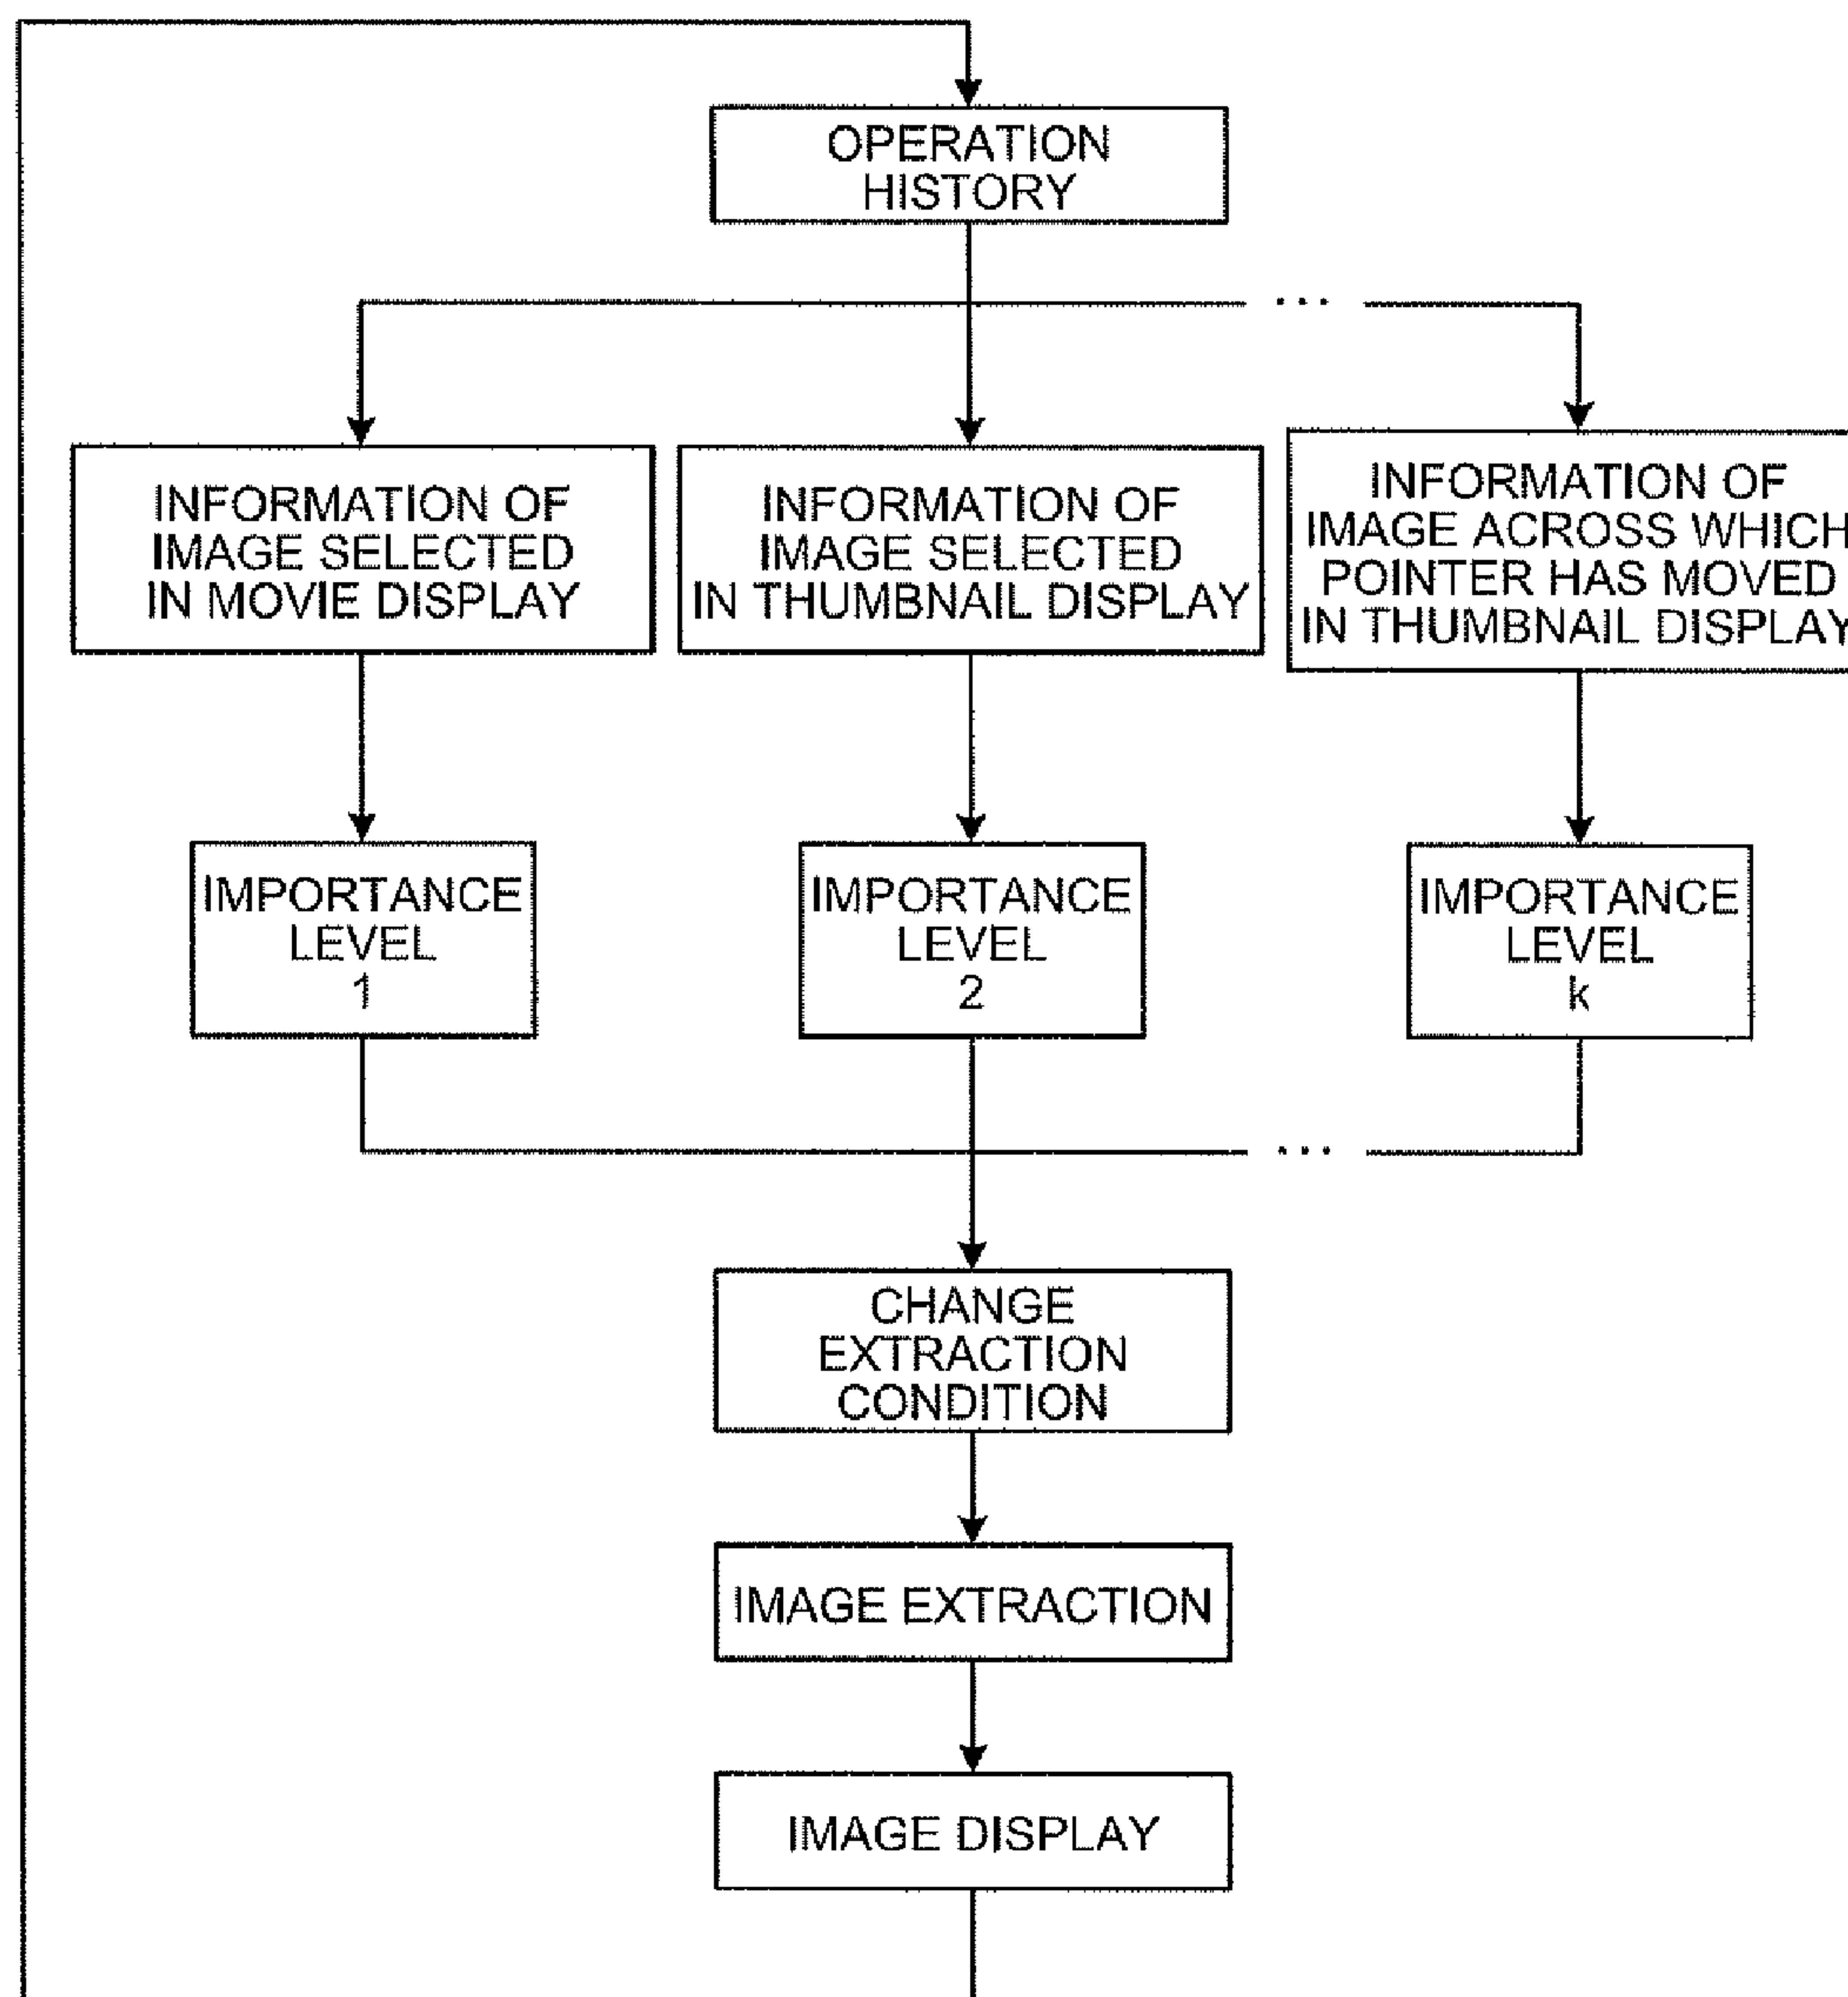 OPERATION
HISTORY
...
INFORMATION OF
IMAGE SELECTED
IN MOVIE DISPLAY
INFORMATION OF
IMAGE SELECTED
IN THUMBNAIL DISPLAY
INFORMATION OF
IMAGE ACROSS WHICH
POINTER HAS MOVED
IN THUMBNAIL DISPLAY
IMPORTANCE
LEVEL
1
IMPORTANCE
LEVEL
2
IMPORTANCE
LEVEL
k
...
CHANGE
EXTRACTION
CONDITION
IMAGE EXTRACTION
IMAGE DISPLAY